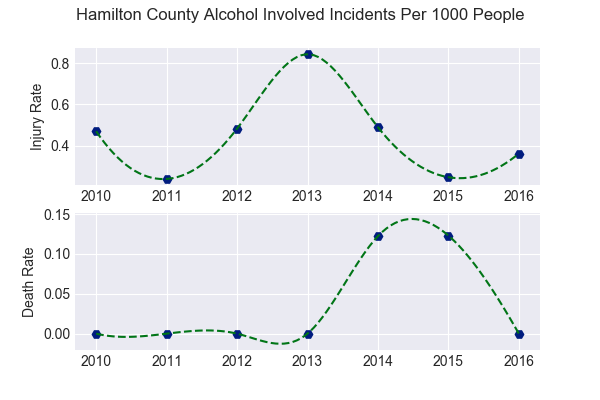 Hamilton County Alcohol Involved Incidents Per 1000 People
Injury Rate
0.8
0.6
0.4
2010 2011 2012 2013 2014 2015 2016
Death Rate
0.15
0.10
0.05
0.00
2010 2011 2012 2013 2014 2015 2016